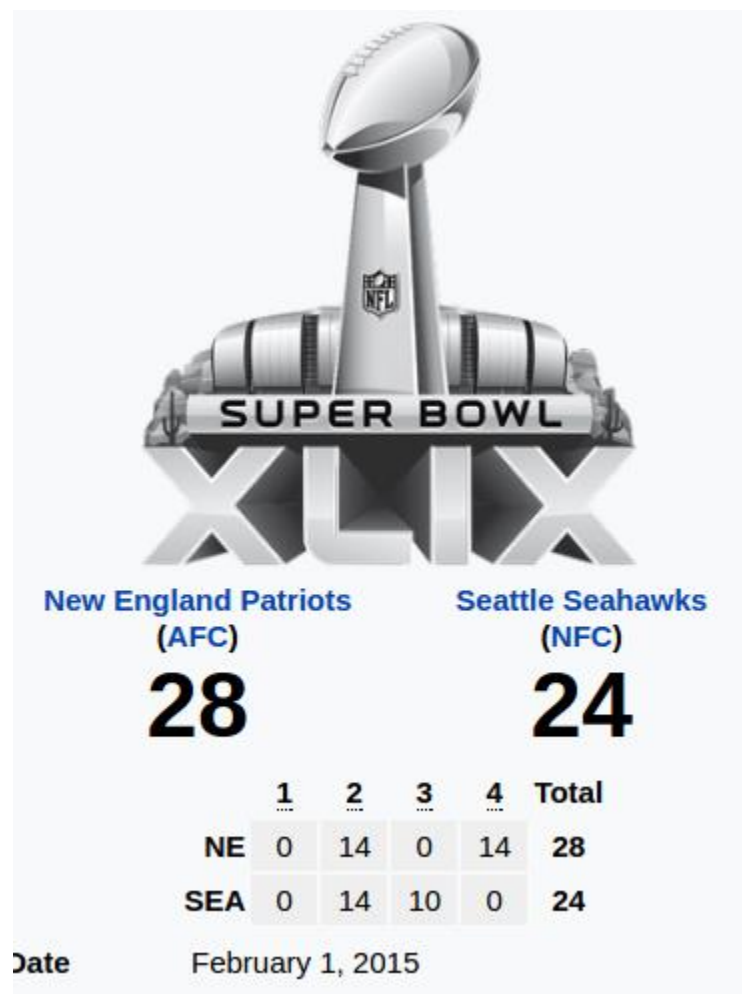 NFL
SUPER BOWL
XLIX
New England Patriots Seattle Seahawks
(AFC) (NFC)
28 24
1 2 3 4 Total
NE 0 14 0 14 28
SEA 0 14 10 0 24
Date February 1, 2015